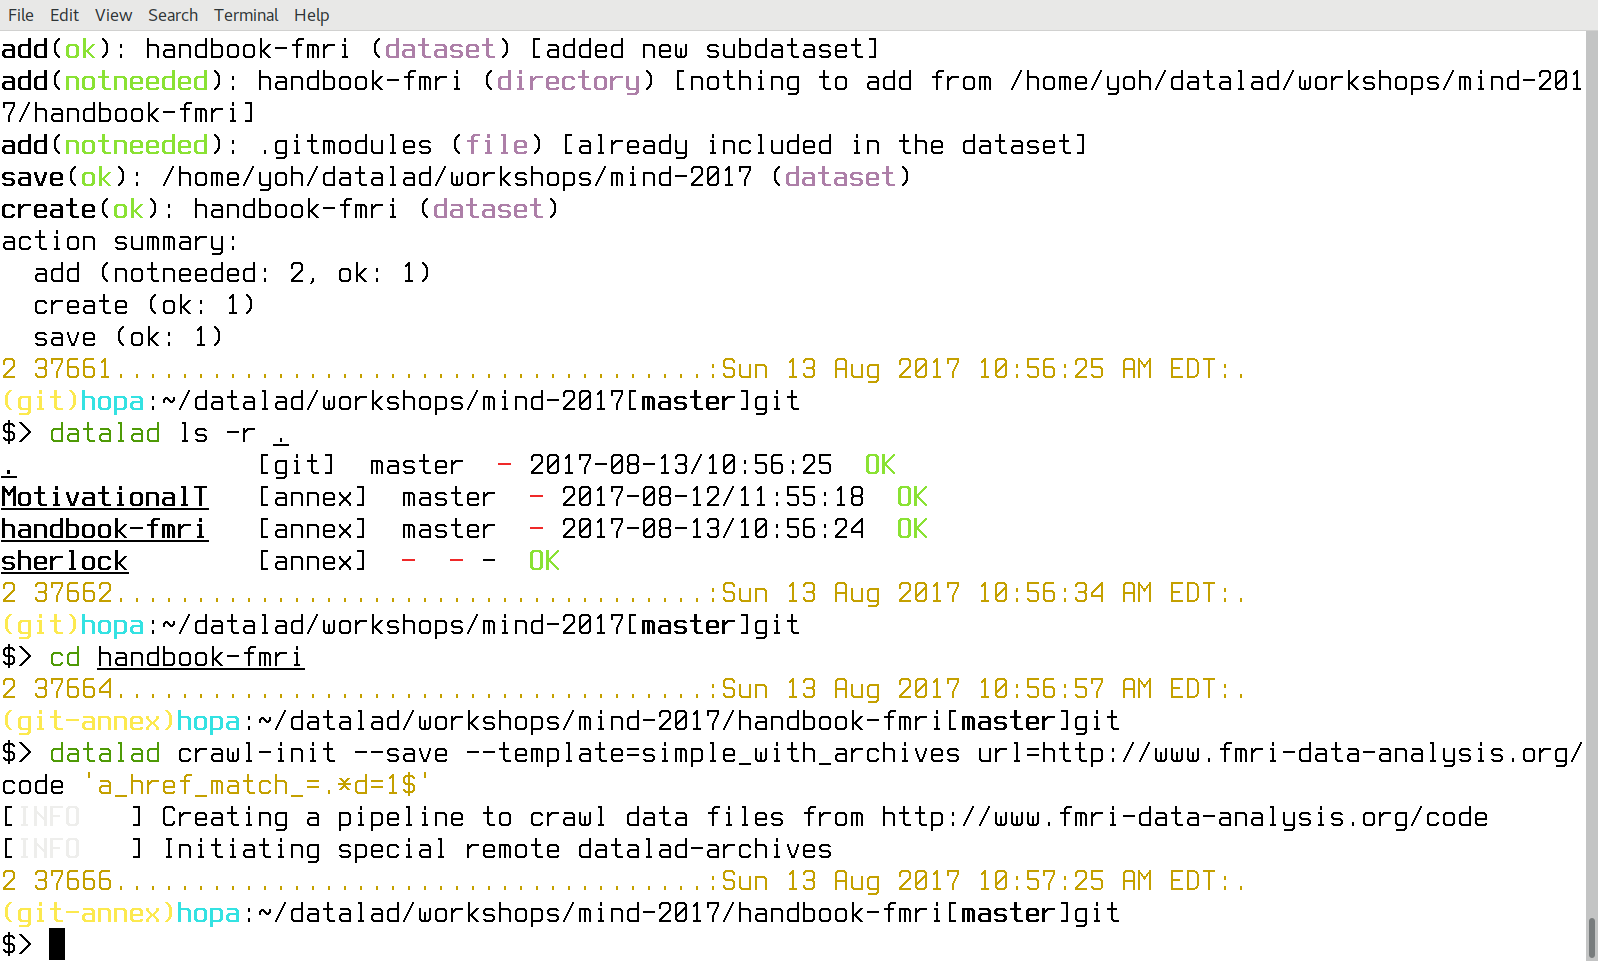 File Edit View Search Terminal Help
add(ok): handbook-fmri (dataset) [added new subdataset]
add(notneeded): handbook-fmri (directory) [nothing to add from /home/yoh/datalad/workshops/mind-201
7/handbook-fmri]
add(notneeded): .gitmodules (file) [already included in the dataset]
save(ok): /home/yoh/datalad/workshops/mind-2017 (dataset)
create(ok): handbook-fmri (dataset)
action summary:
  add (notneeded: 2, ok: 1)
  create (ok: 1)
  save (ok: 1)
2 37661.....................................:Sun 13 Aug 2017 10:56:25 AM EDT:.
(git)hopa:~/datalad/workshops/mind-2017[master]git
$> datalad ls -r .
.               [git]  master  - 2017-08-13/10:56:25  OK
MotivationalT   [annex]  master  - 2017-08-12/11:55:18  OK
handbook-fmri   [annex]  master  - 2017-08-13/10:56:24  OK
sherlock        [annex]  -  - -  OK
2 37662.....................................:Sun 13 Aug 2017 10:56:34 AM EDT:.
(git)hopa:~/datalad/workshops/mind-2017[master]git
$> cd handbook-fmri
2 37664.....................................:Sun 13 Aug 2017 10:56:57 AM EDT:.
(git-annex)hopa:~/datalad/workshops/mind-2017/handbook-fmri[master]git
$> datalad crawl-init --save --template=simple_with_archives url=http://www.fmri-data-analysis.org/
code 'a_href_match_=.*d=1$'
[INFO   ] Creating a pipeline to crawl data files from http://www.fmri-data-analysis.org/code
[INFO   ] Initiating special remote datalad-archives
2 37666.....................................:Sun 13 Aug 2017 10:57:25 AM EDT:.
(git-annex)hopa:~/datalad/workshops/mind-2017/handbook-fmri[master]git
$>